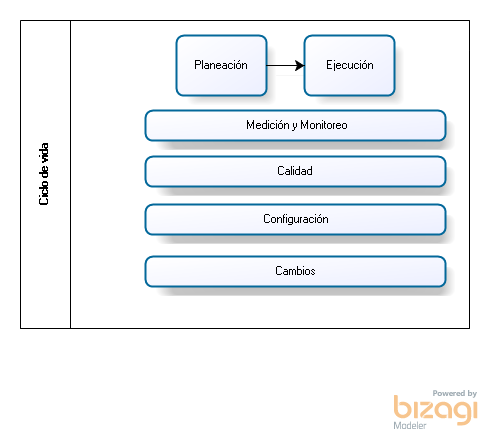 Ciclo de vida
Planeación
Ejecución
Medición y Monitoreo
Calidad
Configuración
Cambios
Powered by
bizagi
Modeler